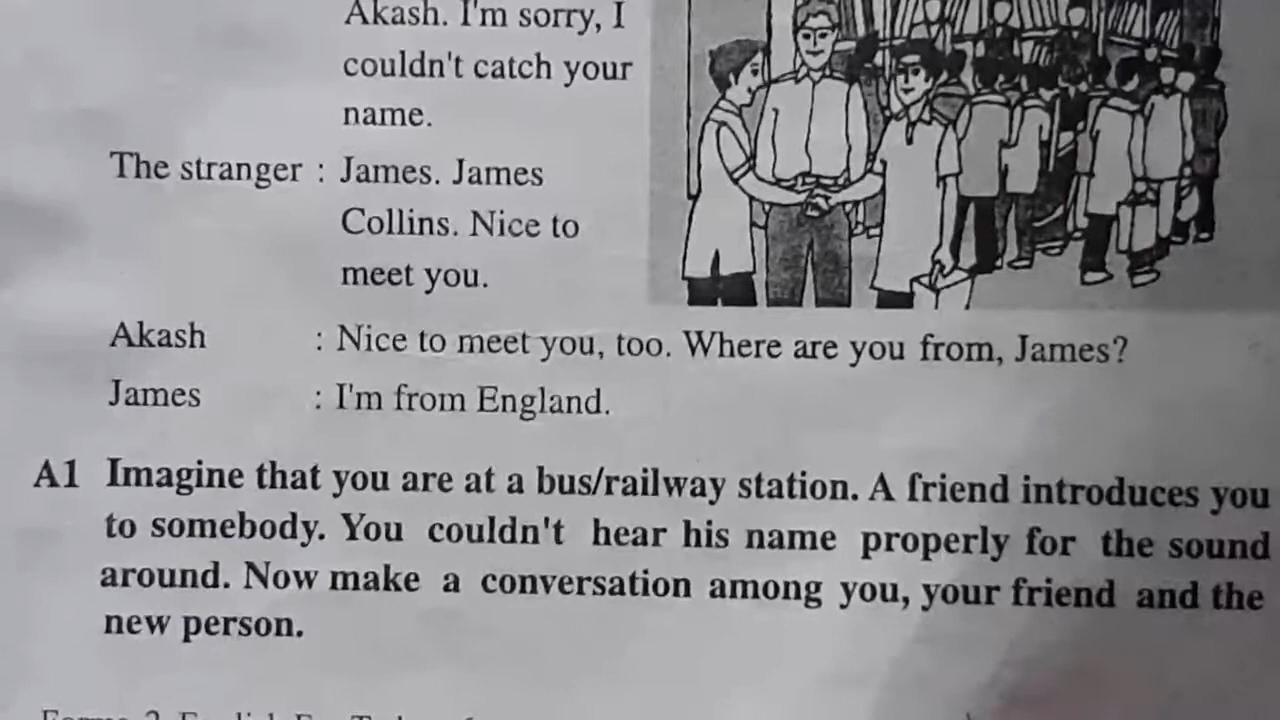 Akash. I'm sorry, I
couldn't catch your
name.
The stranger : James. James
Collins. Nice to
meet you.
Akash : Nice to meet you, too. Where are you from, James?
James : I'm from England.
A1 Imagine that you are at a bus/railway station. A friend introduces you
to somebody. You couldn't hear his name properly for the sound
around. Now make a conversation among you, your friend and the
new person.